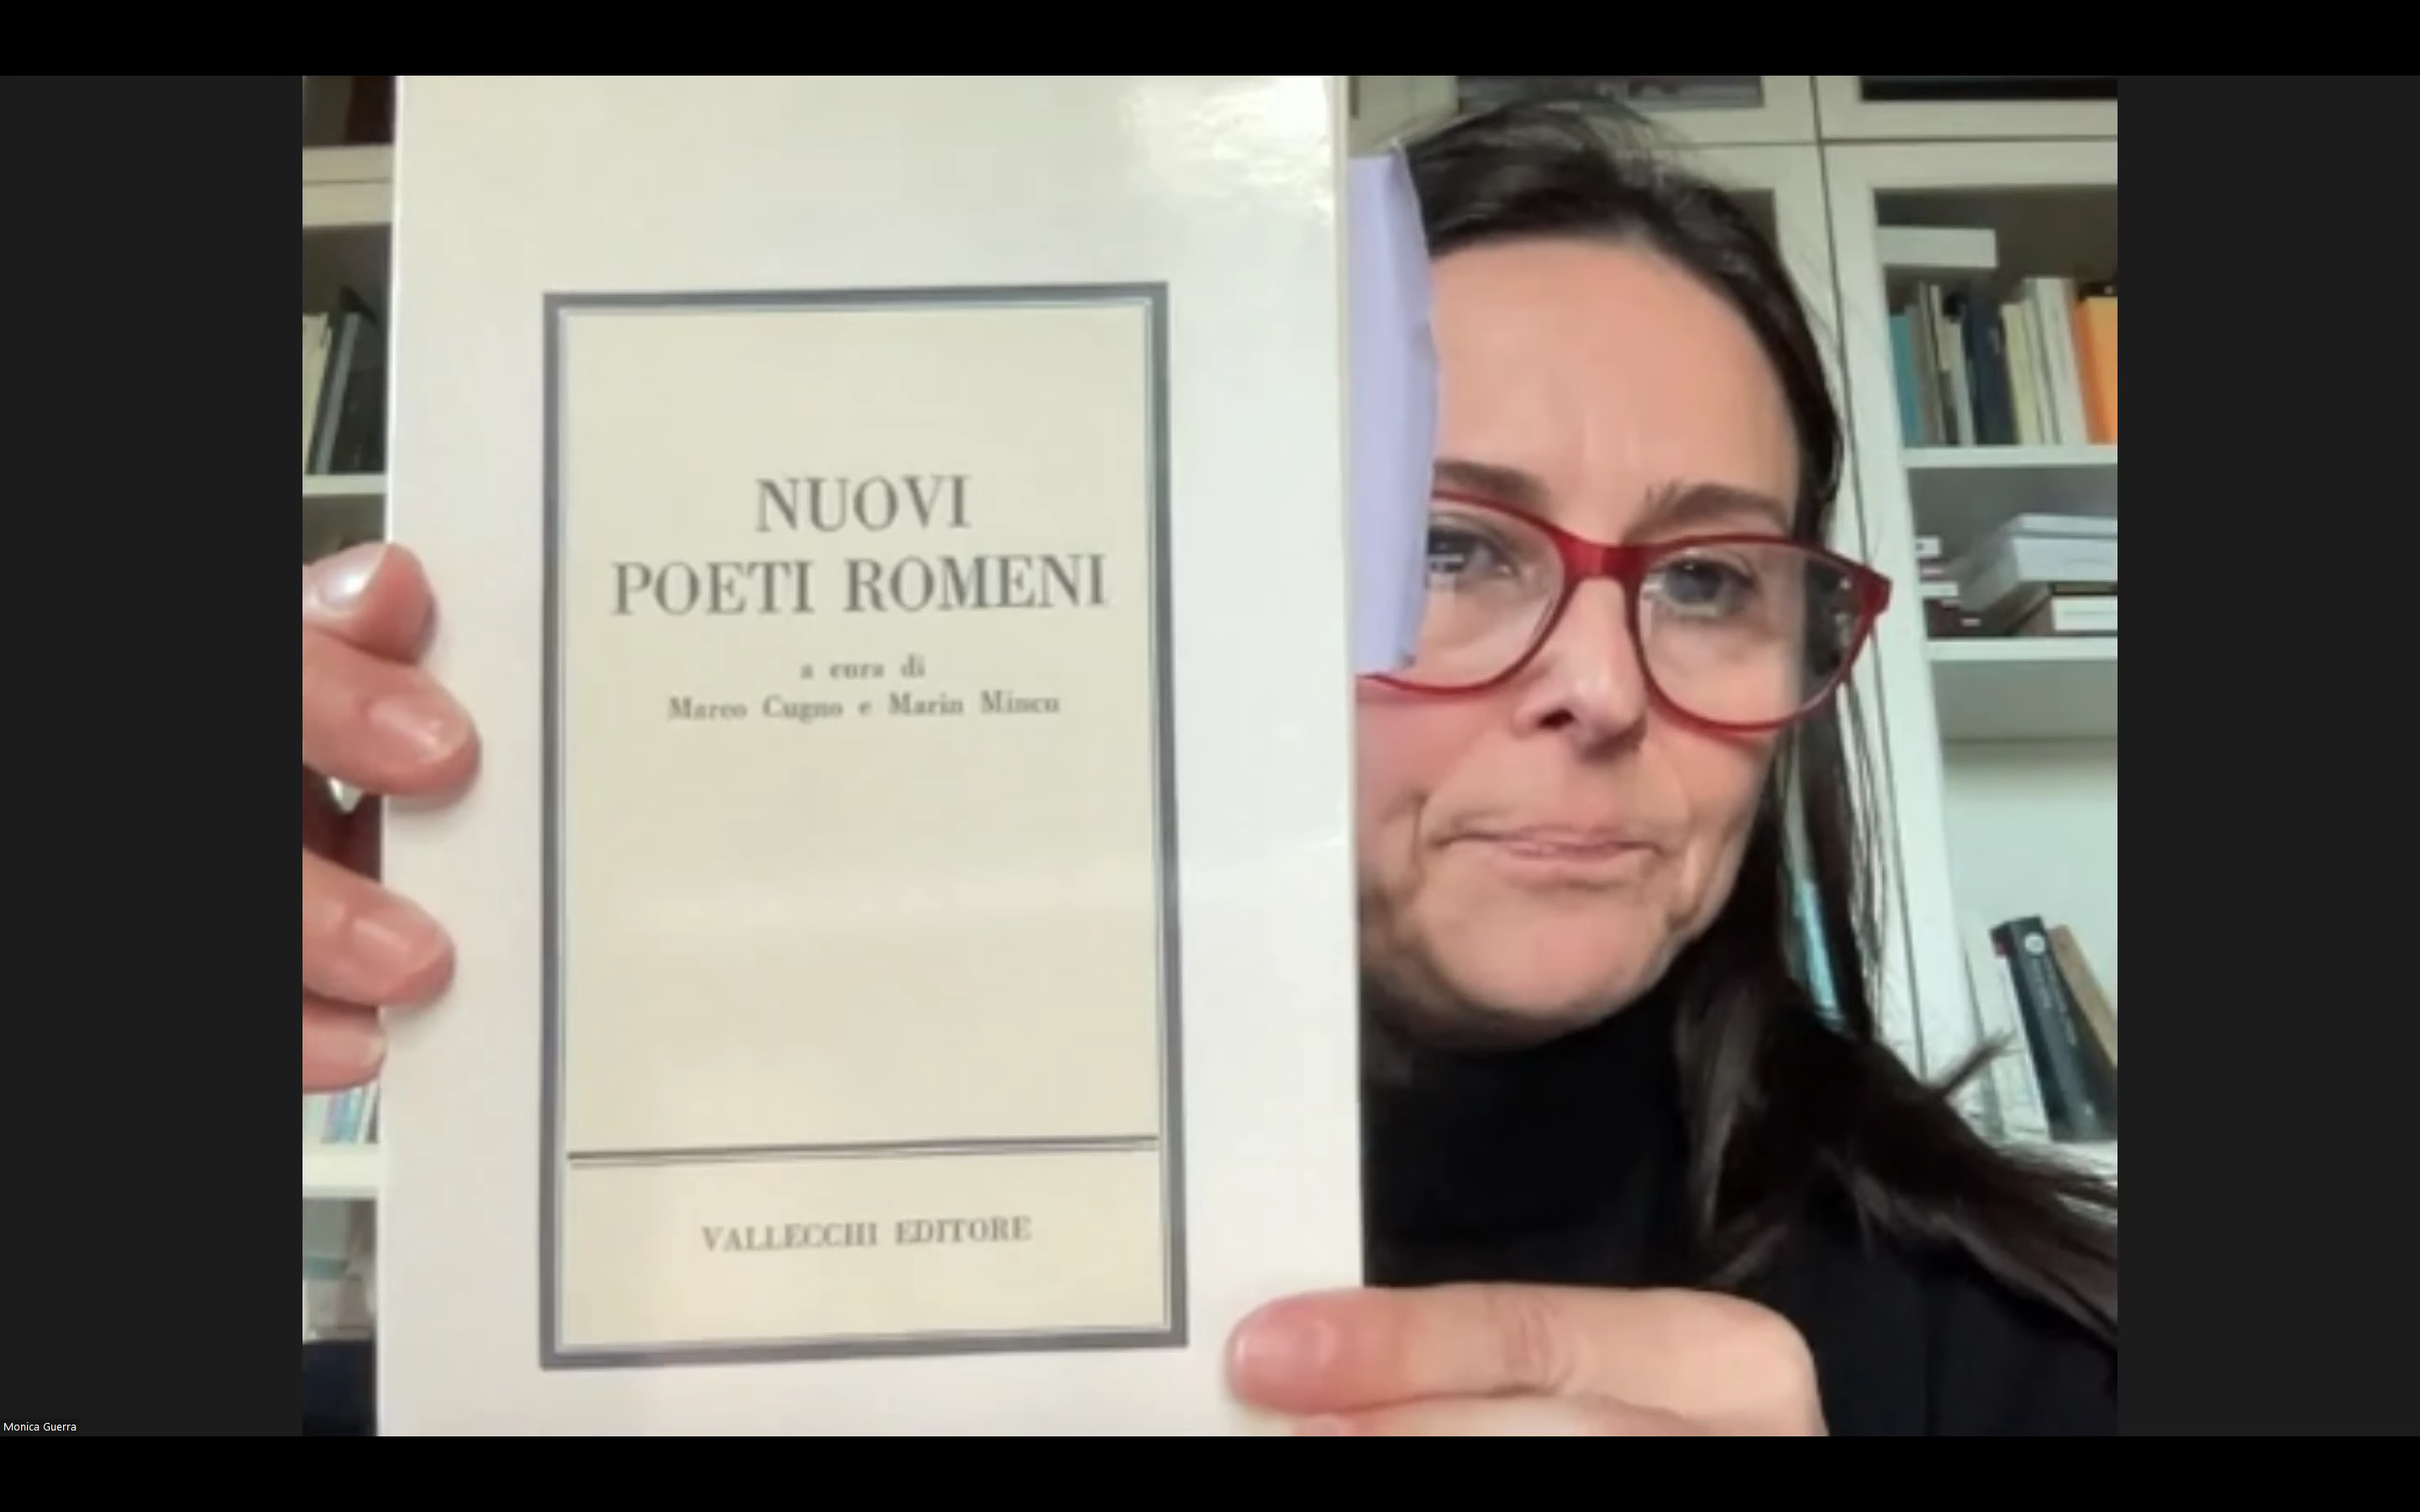 NUOVI
POETI ROMENI
a cura di
Marco Cugno e Marin Mincu
VALLECCHI EDITORE
Monica Guerra